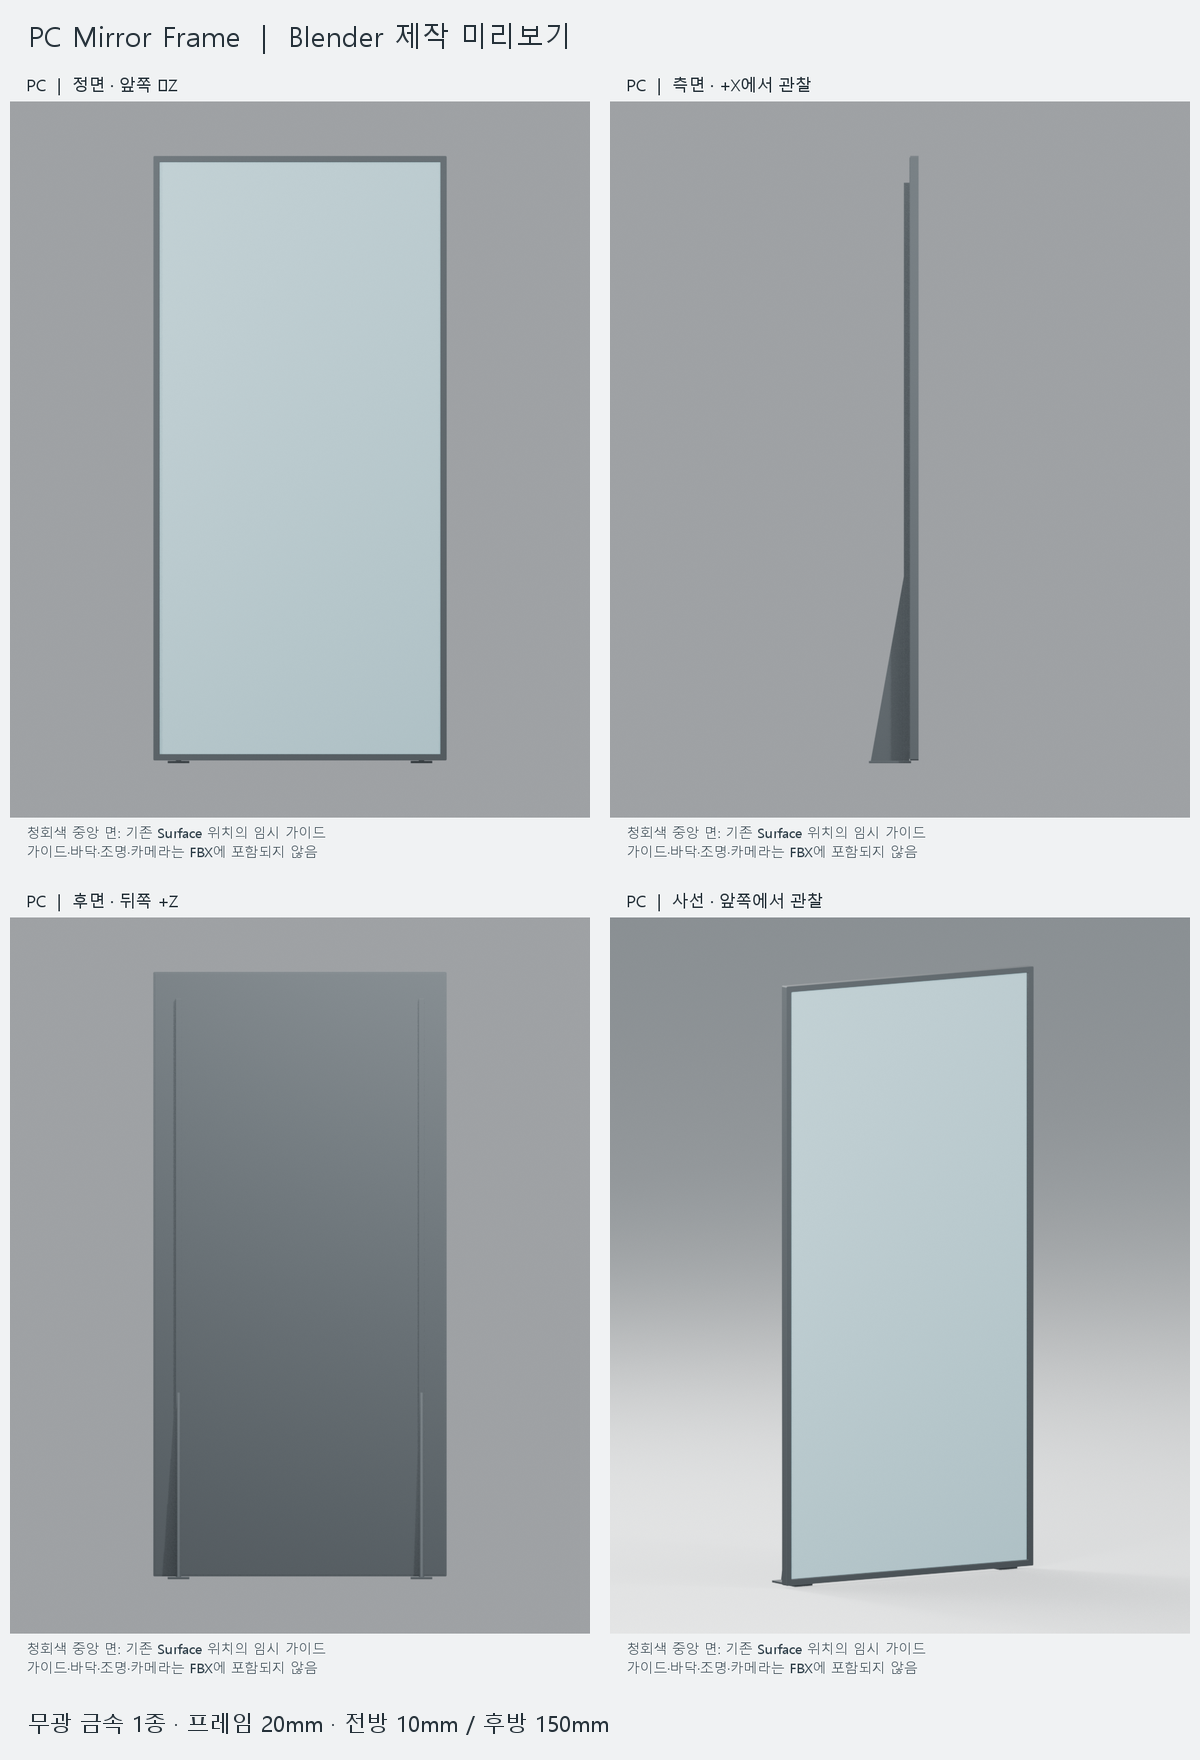 PC Mirror Frame | Blender 제작 미리보기
PC | 정면 · 앞쪽 □Z
PC | 측면 · +X에서 관찰
청회색 중앙 면: 기존 Surface 위치의 임시 가이드
가이드·바닥·조명·카메라는 FBX에 포함되지 않음
청회색 중앙 면: 기존 Surface 위치의 임시 가이드
가이드·바닥·조명·카메라는 FBX에 포함되지 않음
PC | 후면 · 뒤쪽 +Z
PC | 사선 · 앞쪽에서 관찰
청회색 중앙 면: 기존 Surface 위치의 임시 가이드
가이드·바닥·조명·카메라는 FBX에 포함되지 않음
청회색 중앙 면: 기존 Surface 위치의 임시 가이드
가이드·바닥·조명·카메라는 FBX에 포함되지 않음
무광 금속 1종 · 프레임 20mm · 전방 10mm / 후방 150mm